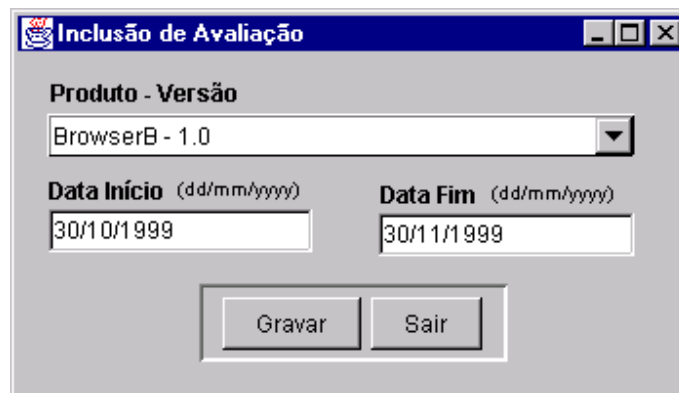 Inclusão de Avaliação
Produto - Versão
BrowserB - 1.0
Data Início (dd/mm/yyyy) Data Fim (dd/mm/yyyy)
30/10/1999 30/11/1999
Gravar Sair